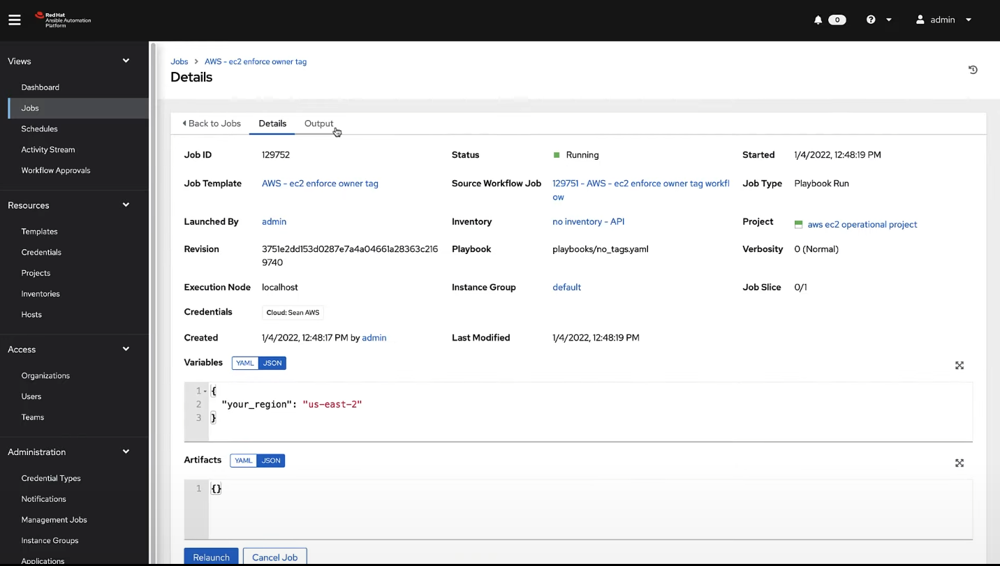 Red Hat
Ansible Automation
Platform
0
admin
Views
Dashboard
Jobs
Schedules
Activity Stream
Workflow Approvals
Resources
Templates
Credentials
Projects
Inventories
Hosts
Access
Organizations
Users
Teams
Administration
Credential Types
Notifications
Management Jobs
Instance Groups
Applications
Jobs > AWS - ec2 enforce owner tag
Details
Back to Jobs Details Output
Job ID 129752 Status Running Started 1/4/2022, 12:48:19 PM
Job Template AWS - ec2 enforce owner tag Source Workflow Job 129751 - AWS - ec2 enforce owner tag workfl Job Type Playbook Run
ow
Launched By admin Inventory no inventory - API Project aws ec2 operational project
Revision 3751e2dd153d0287e7a4a04661a28363c216 Playbook playbooks/no_tags.yaml Verbosity 0 (Normal)
9740
Execution Node localhost Instance Group default Job Slice 0/1
Credentials Cloud: Sean AWS
Created 1/4/2022, 12:48:17 PM by admin Last Modified 1/4/2022, 12:48:19 PM
Variables YAML JSON
1 {
2 "your_region": "us-east-2"
3 }
Artifacts YAML JSON
1 {}
Relaunch Cancel Job